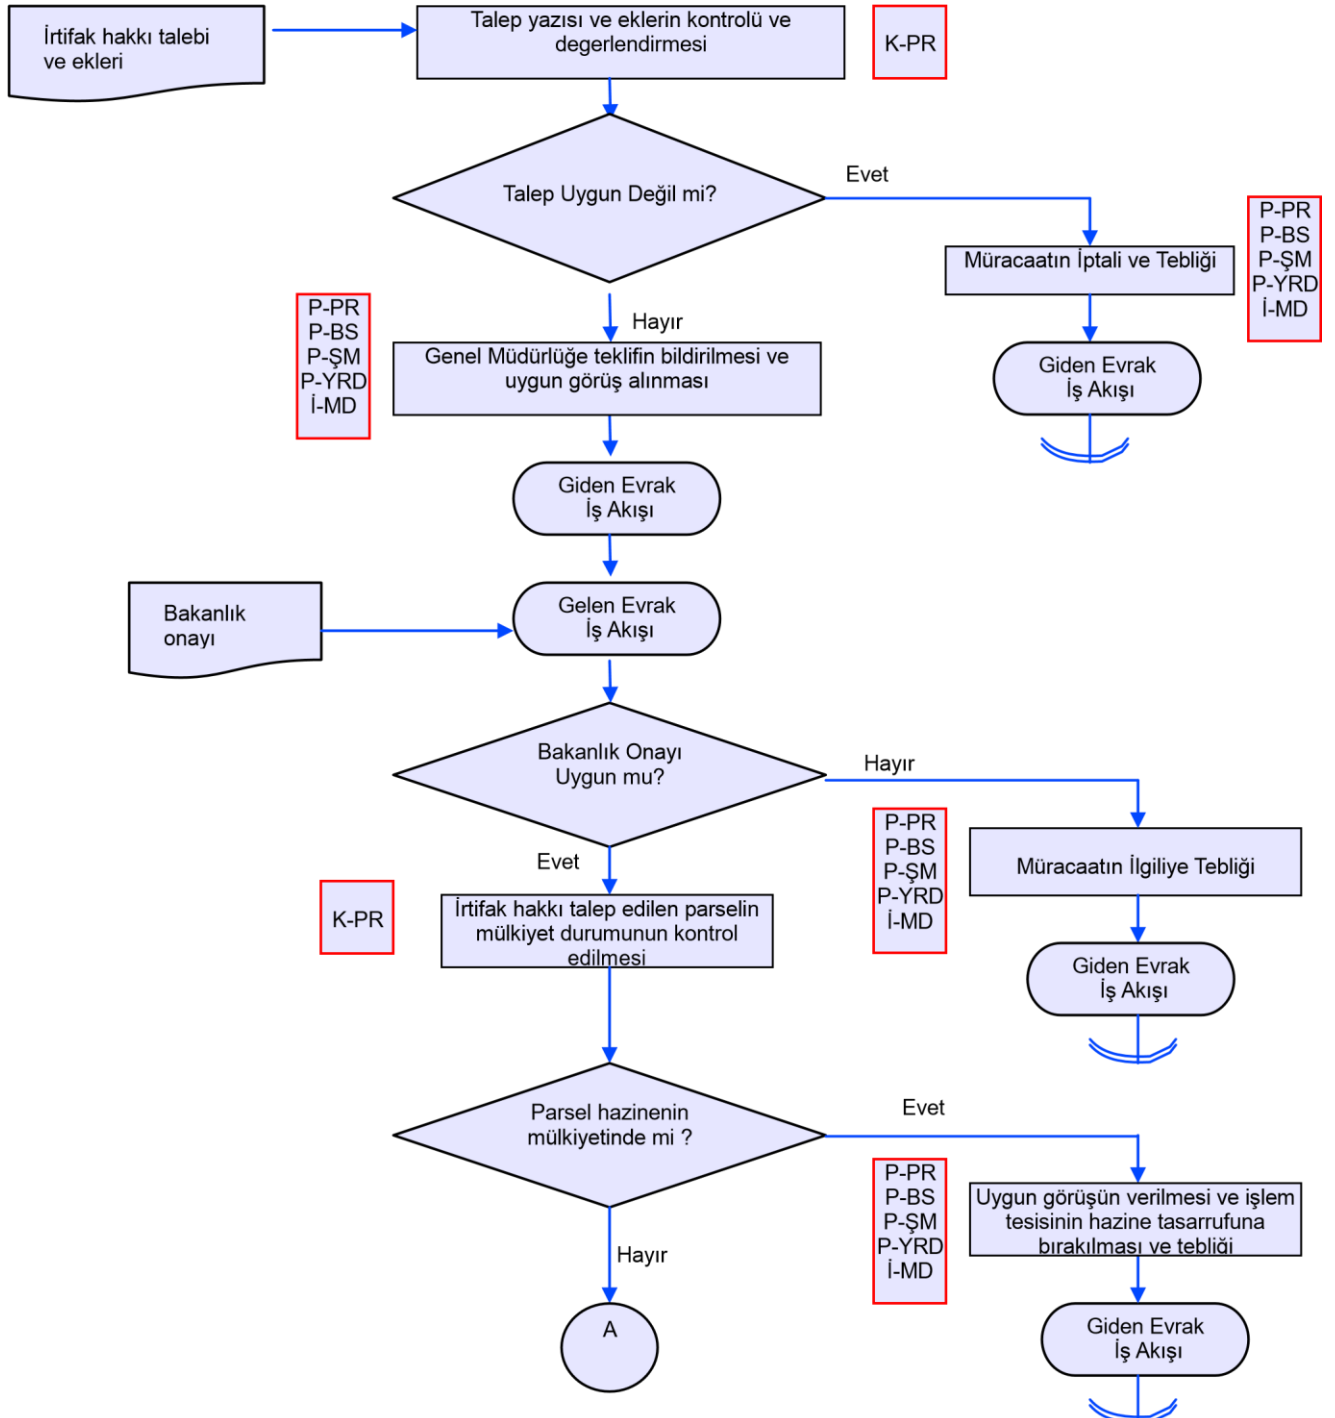 İrtifak hakkı talebi
ve ekleri
Talep yazısı ve eklerin kontrolü ve
degerlendirmesi
K-PR
Talep Uygun Değil mi?
Evet
P-PR
P-BS
P-ŞM
P-YRD
İ-MD
Müracaatın İptali ve Tebliği
Giden Evrak
İş Akışı
Hayır
P-PR
P-BS
P-ŞM
P-YRD
İ-MD
Genel Müdürlüğe teklifin bildirilmesi ve
uygun görüş alınması
Giden Evrak
İş Akışı
Bakanlık
onayı
Gelen Evrak
İş Akışı
Bakanlık Onayı
Uygun mu?
Hayır
P-PR
P-BS
P-ŞM
P-YRD
İ-MD
Müracaatın İlgiliye Tebliği
Giden Evrak
İş Akışı
Evet
K-PR
İrtifak hakkı talep edilen parselin
mülkiyet durumunun kontrol
edilmesi
Parsel hazinenin
mülkiyetinde mi ?
Evet
P-PR
P-BS
P-ŞM
P-YRD
İ-MD
Uygun görüşün verilmesi ve işlem
tesisinin hazine tasarrufuna
bırakılması ve tebliği
Giden Evrak
İş Akışı
Hayır
A